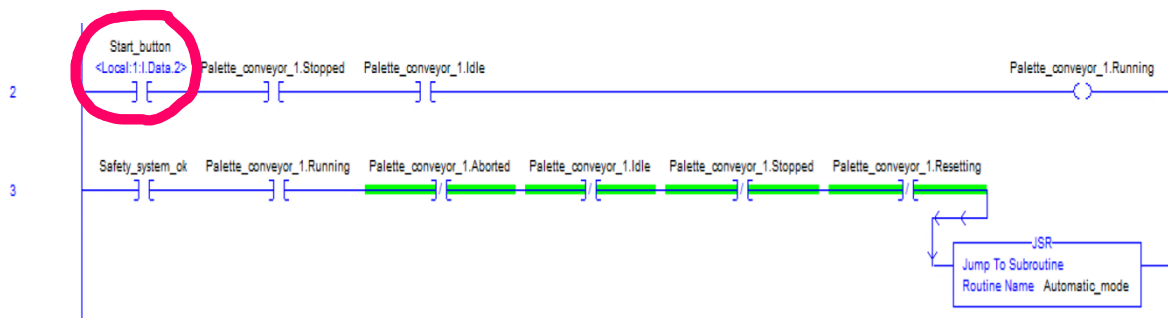 Start_button
<Local:1:I.Data.2> Palette_conveyor_1.Stopped Palette_conveyor_1.Idle Palette_conveyor_1.Running
2
Safety_system_ok Palette_conveyor_1.Running Palette_conveyor_1.Aborted Palette_conveyor_1.Idle Palette_conveyor_1.Stopped Palette_conveyor_1.Resetting
3
JSR
Jump To Subroutine
Routine Name Automatic_mode